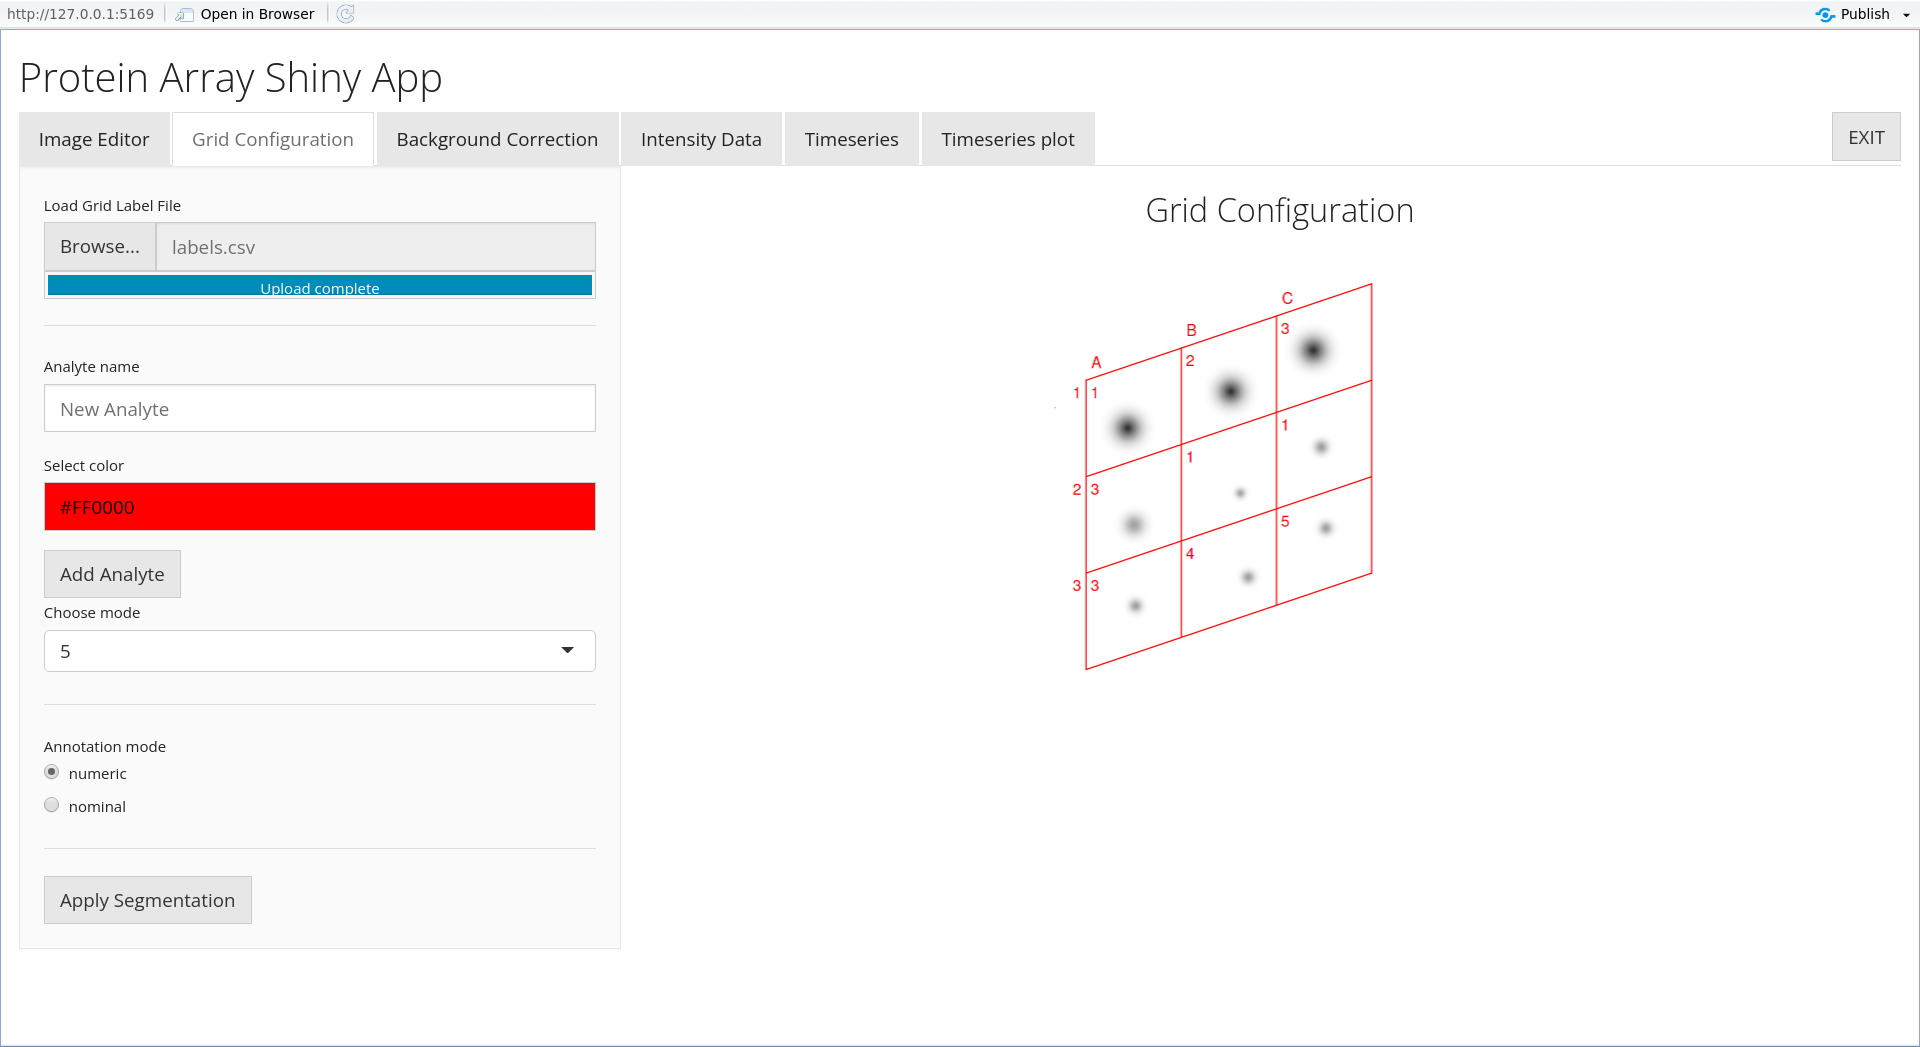 http://127.0.0.1:5169 Open in Browser Publish
Protein Array Shiny App
Image Editor Grid Configuration Background Correction Intensity Data Timeseries Timeseries plot EXIT
Load Grid Label File
Browse... labels.csv
Upload complete
Analyte name
New Analyte
Select color
#FF0000
Add Analyte
Choose mode
5
Annotation mode
numeric
nominal
Apply Segmentation
Grid Configuration
A B C
1 1 2 3
2 3 1 1
3 3 4 5